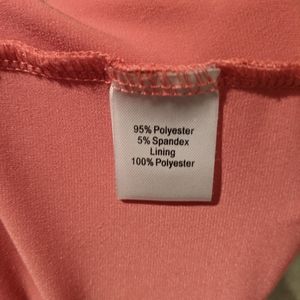 95% Polyester
5% Spandex
Lining
100% Polyester